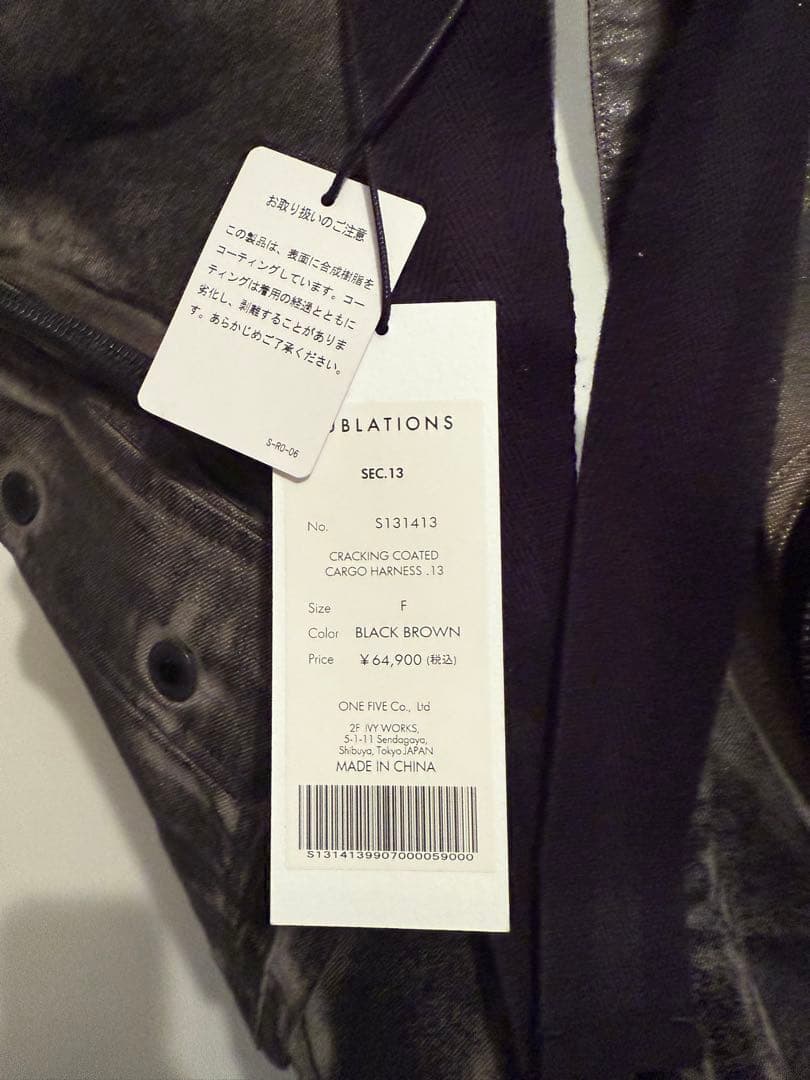 お取り扱いのご注意
この製品は、表面に合成樹脂を
コーティングしています。コー
ティングは着用の経過とともに
劣化し、剥離することがありま
す。あらかじめご了承ください。
S-RO-06
BLATIONS
SEC.13
No. S131413
CRACKING COATED
CARGO HARNESS .13
Size F
Color BLACK BROWN
Price ¥64,900 (税込)
ONE FIVE Co., Ltd
2F IVY WORKS,
5-1-11 Sendagaya,
Shibuya, Tokyo JAPAN
MADE IN CHINA
S1314139907000059000